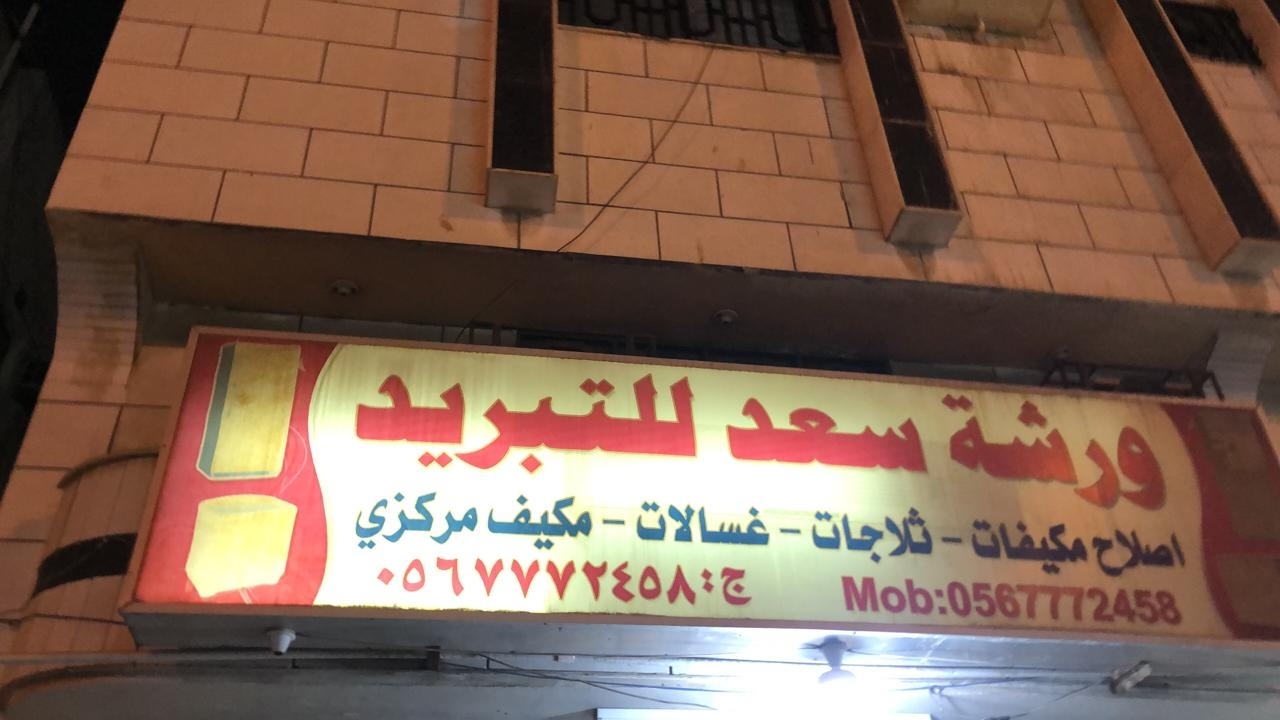 ورشة سعد للتبريد
اصلاح مكيفات - ثلاجات - غسالات - مكيف مركزي
Mob:0567772458 ج: ٠٥٦٧٧٧٢٤٥٨